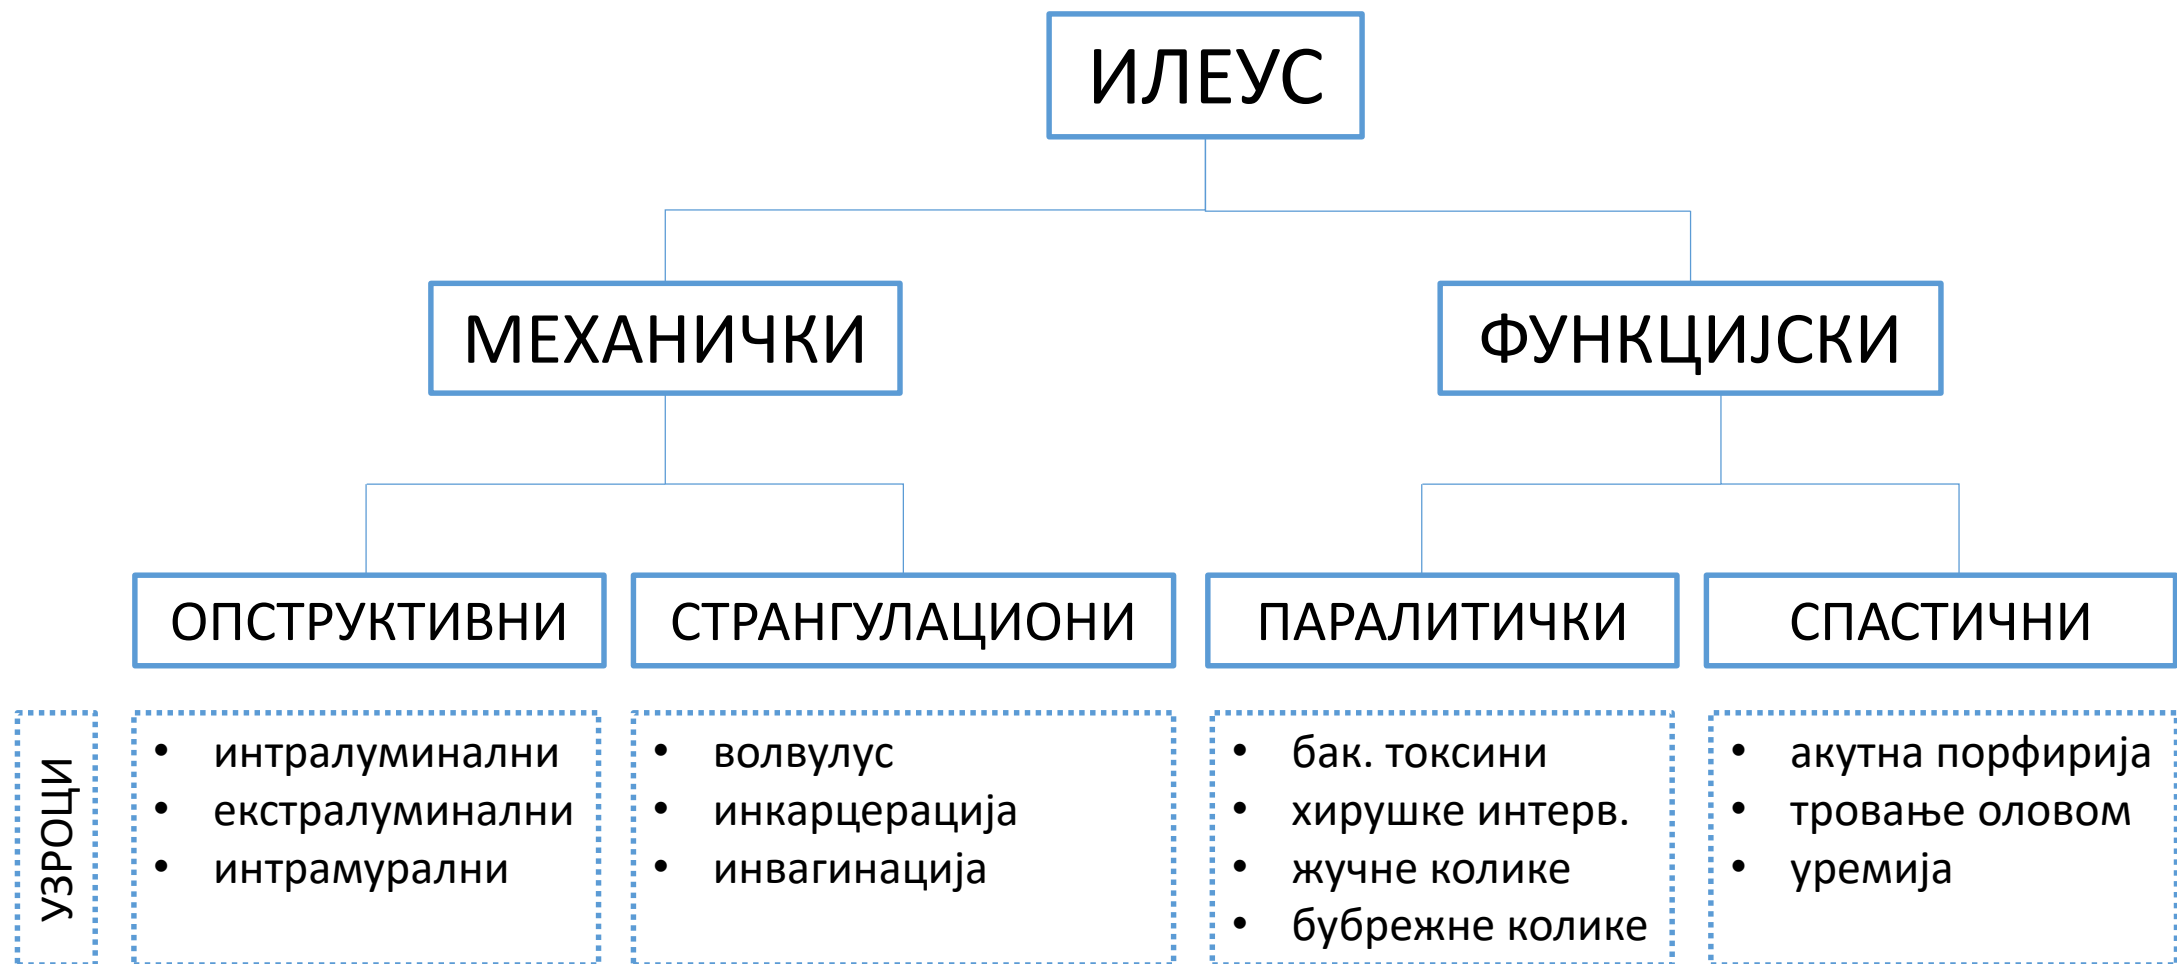 ИЛЕУС
МЕХАНИЧКИ
ФУНКЦИЈСКИ
ОПСТРУКТИВНИ
СТРАНГУЛАЦИОНИ
ПАРАЛИТИЧКИ
СПАСТИЧНИ
УЗРОЦИ
• интралуминални
• екстралуминални
• интрамурални
• волвулус
• инкарцерација
• инвагинација
• бак. токсини
• хирушке интерв.
• жучне колике
• бубрежне колике
• акутна порфирија
• тровање оловом
• уремија